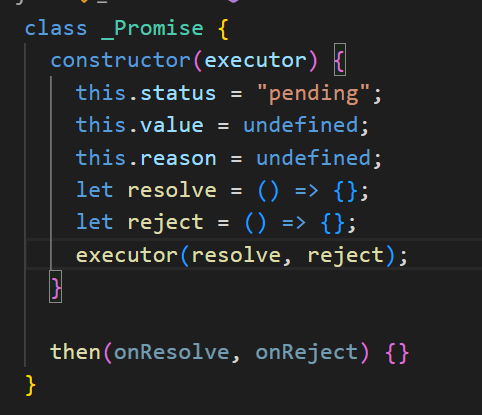 class _Promise {
  constructor(executor) {
    this.status = "pending";
    this.value = undefined;
    this.reason = undefined;
    let resolve = () => {};
    let reject = () => {};
    executor(resolve, reject);
  }

  then(onResolve, onReject) {}
}